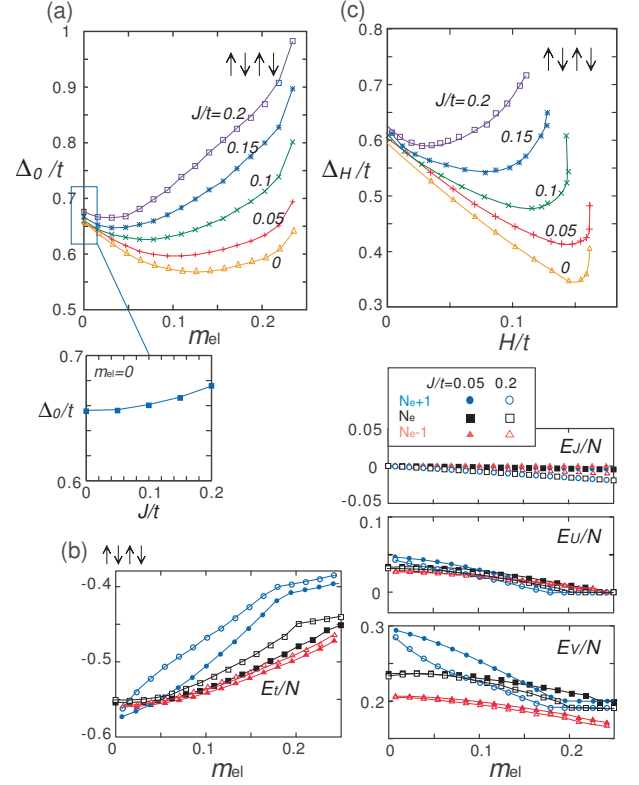 (a)
1
0.9
0.8
0.7
0.6
0.5
Δ0/t
J/t=0.2
0.15
0.1
0.05
0
0
0.1
0.2
mel
(c)
0.8
0.7
0.6
0.5
0.4
0.3
ΔH/t
J/t=0.2
0.15
0.1
0.05
0
0
0.1
H/t
0.7
0.6
Δ0/t
mel=0
0
0.1
0.2
J/t
J/t=0.05 0.2
Ne+1
Ne
Ne-1
0
-0.05
EJ/N
0.1
0
EU/N
0.3
0.2
EV/N
0
0.1
0.2
mel
(b)
-0.4
-0.5
-0.6
Et/N
0
0.1
0.2
mel